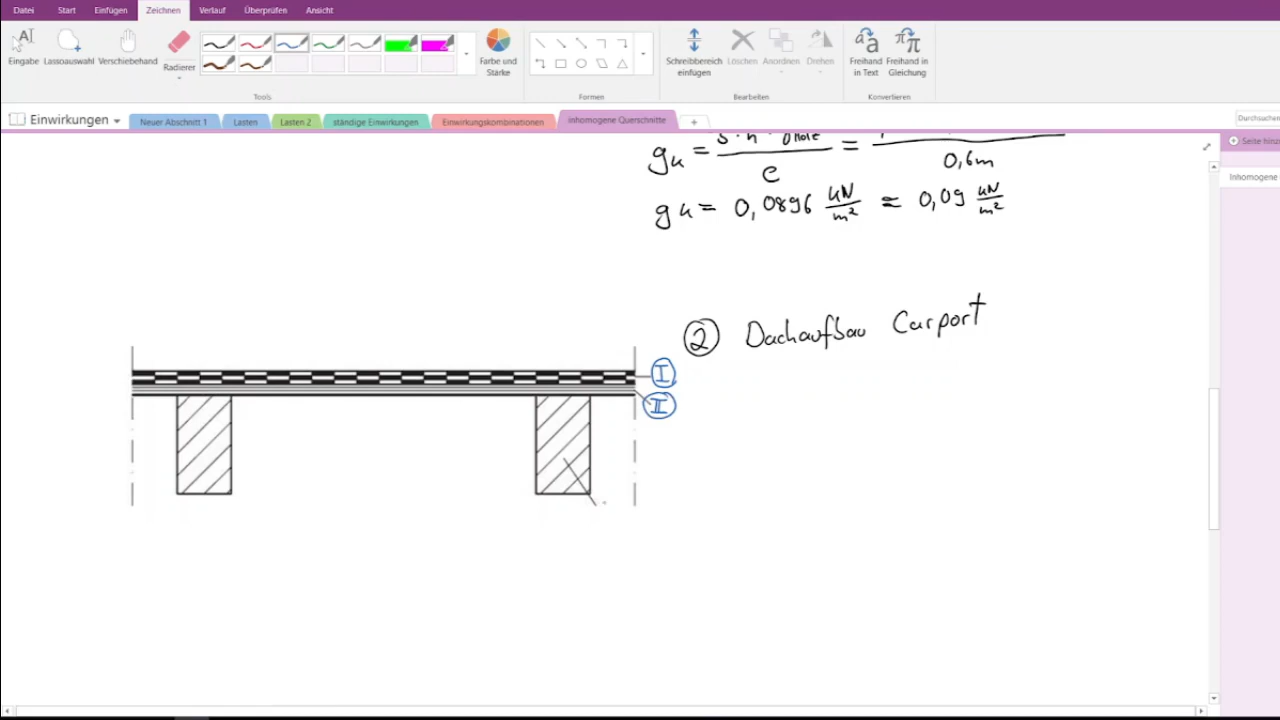 Datei Start Einfügen Zeichnen Verlauf Überprüfen Ansicht
Eingabe Lassoauswahl Verschiebehand Radierer Farbe und Stärke Schreibbereich einfügen Löschen Anordnen Drehen Freihand in Text Freihand in Gleichung
Tools Formen Bearbeiten Konvertieren
Einwirkungen Neuer Abschnitt 1 Lasten Lasten 2 ständige Einwirkungen Einwirkungskombinationen inhomogene Querschnitte + Durchsuchen
Seite hinz
Inhomogene
gk = / e = / 0,6m
gk = 0,0896 kN/m² ≈ 0,09 kN/m²
② Dachaufbau Carport
I
II